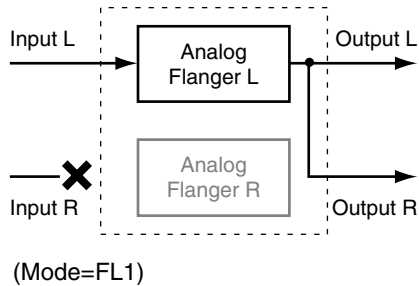 Input L
Analog
Flanger L
Output L
Analog
Flanger R
Input R
Output R
(Mode=FL1)